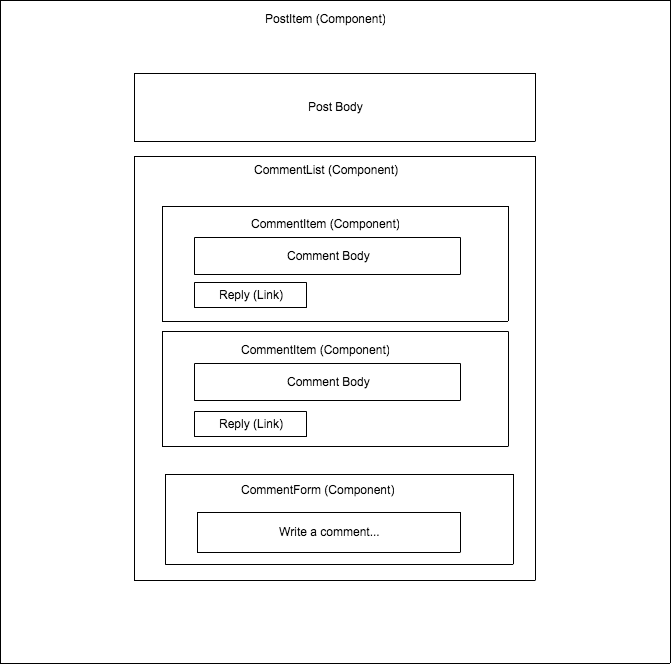 PostItem (Component)
Post Body
CommentList (Component)
CommentItem (Component)
Comment Body
Reply (Link)
CommentItem (Component)
Comment Body
Reply (Link)
CommentForm (Component)
Write a comment...